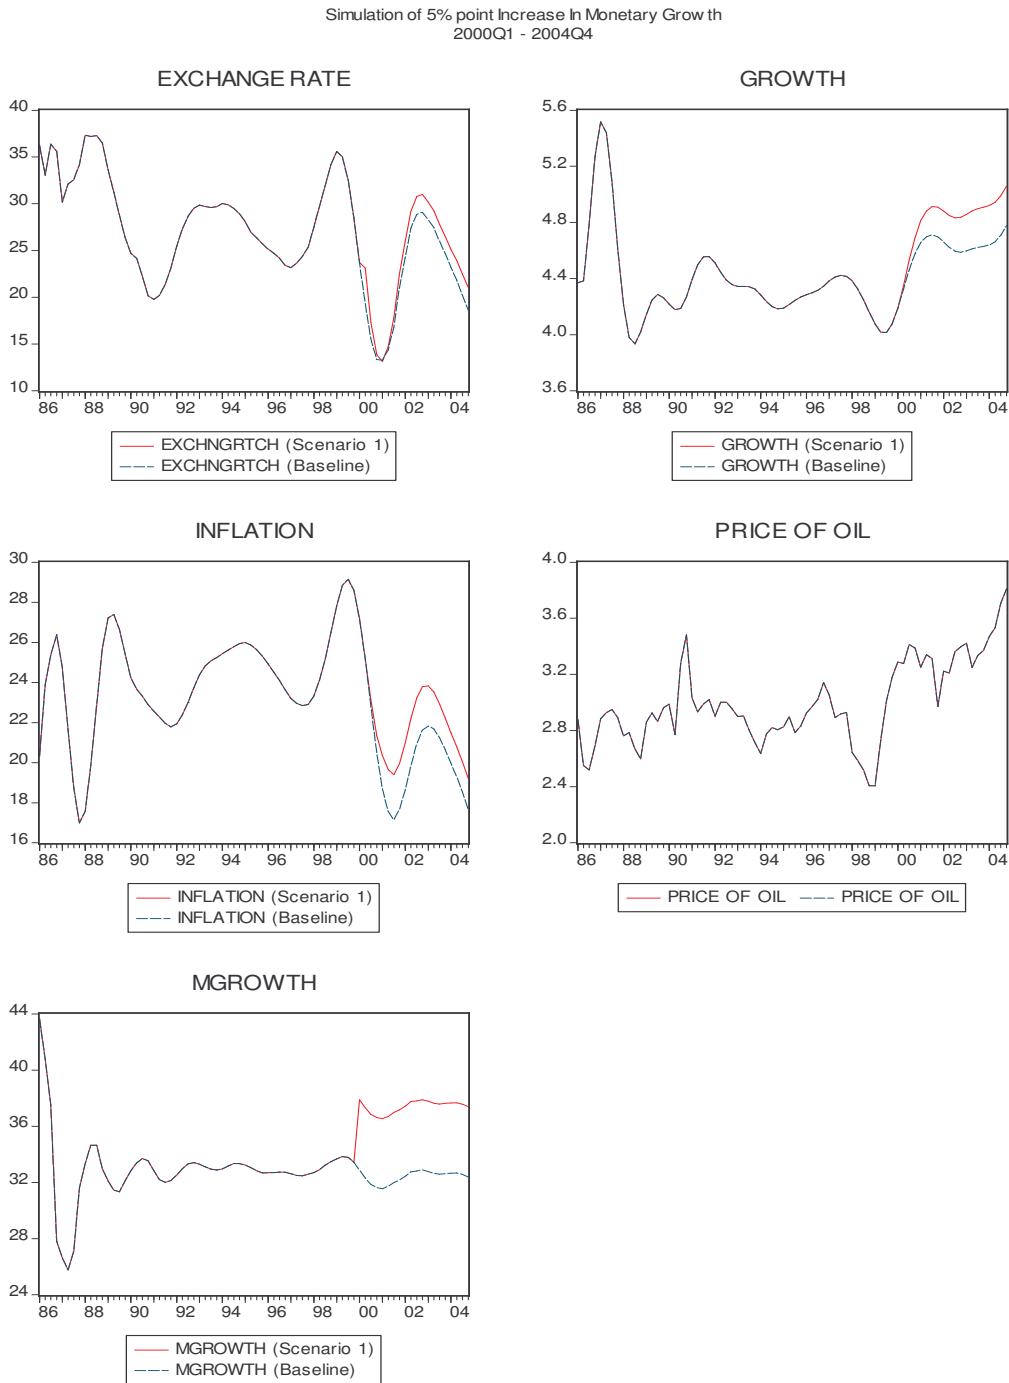 Simulation of 5% point Increase In Monetary Growth
2000Q1 - 2004Q4
EXCHANGE RATE
40
35
30
25
20
15
10
86 88 90 92 94 96 98 00 02 04
EXCHNGRTCH (Scenario 1)
EXCHNGRTCH (Baseline)
GROWTH
5.6
5.2
4.8
4.4
4.0
3.6
86 88 90 92 94 96 98 00 02 04
GROWTH (Scenario 1)
GROWTH (Baseline)
INFLATION
30
28
26
24
22
20
18
16
86 88 90 92 94 96 98 00 02 04
INFLATION (Scenario 1)
INFLATION (Baseline)
PRICE OF OIL
4.0
3.6
3.2
2.8
2.4
2.0
86 88 90 92 94 96 98 00 02 04
PRICE OF OIL PRICE OF OIL
MGROWTH
44
40
36
32
28
24
86 88 90 92 94 96 98 00 02 04
MGROWTH (Scenario 1)
MGROWTH (Baseline)